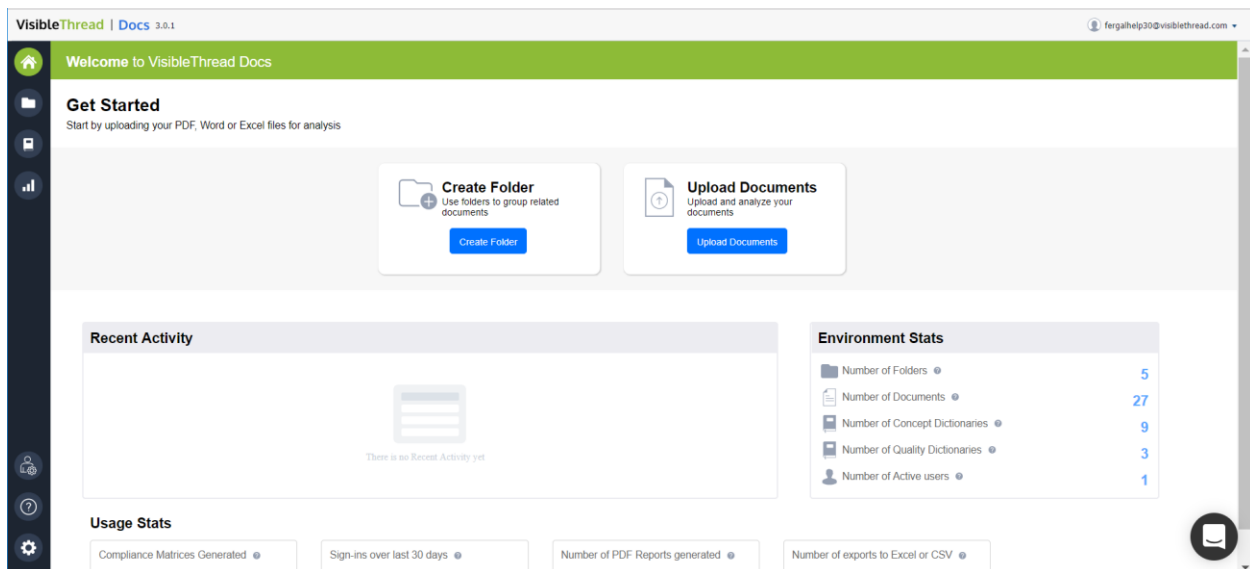 VisibleThread | Docs 3.0.1
fergalhelp30@visiblethread.com
Welcome to VisibleThread Docs
Get Started
Start by uploading your PDF, Word or Excel files for analysis
Create Folder
Use folders to group related
documents
Create Folder
Upload Documents
Upload and analyze your
documents
Upload Documents
Recent Activity
There is no Recent Activity yet
Environment Stats
Number of Folders 5
Number of Documents 27
Number of Concept Dictionaries 9
Number of Quality Dictionaries 3
Number of Active users 1
Usage Stats
Compliance Matrices Generated
Sign-ins over last 30 days
Number of PDF Reports generated
Number of exports to Excel or CSV